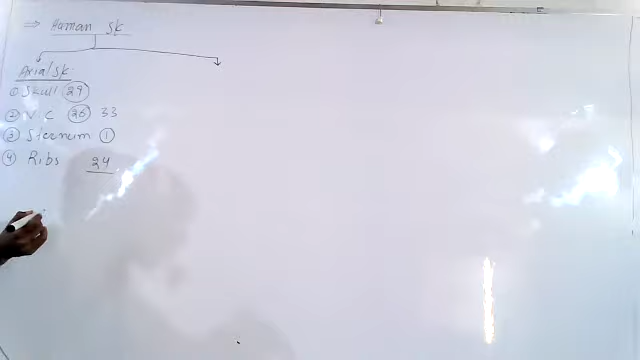 ⇒ Human Sk
Axial Sk.
① Skull 29
② V.C 26 33
③ Sternum ①
④ Ribs 24